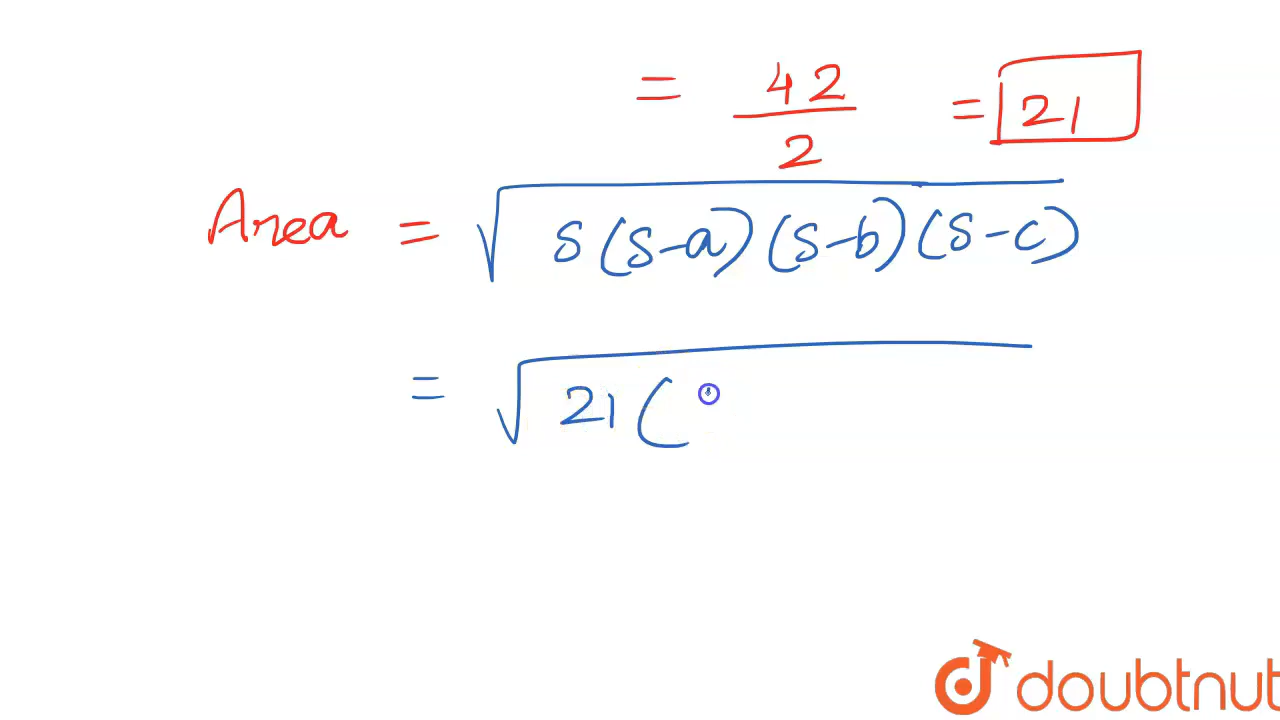 = 42/2 = 21
Area = √s(s-a)(s-b)(s-c)
= √21(
doubtnut